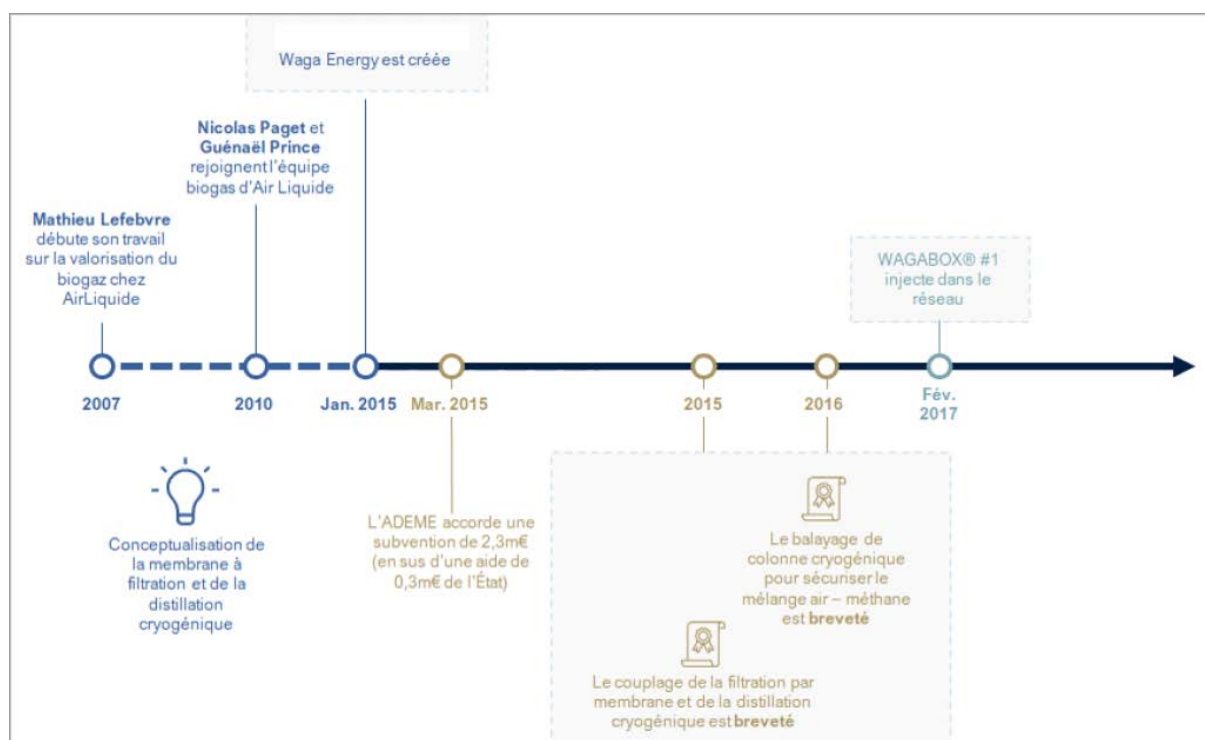 Waga Energy est créée
Nicolas Paget et
Guénaël Prince
rejoignent l'équipe
biogas d'Air Liquide
Mathieu Lefebvre
débute son travail
sur la valorisation du
biogaz chez
AirLiquide
WAGABOX® #1
injecte dans le
réseau
2007
2010
Jan. 2015
Mar. 2015
2015
2016
Fév.
2017
Conceptualisation de
la membrane à
filtration et de la
distillation
cryogénique
L'ADEME accorde une
subvention de 2,3m€
(en sus d'une aide de
0,3m€ de l'État)
Le balayage de
colonne cryogénique
pour sécuriser le
mélange air – méthane
est breveté
Le couplage de la filtration par
membrane et de la distillation
cryogénique est breveté